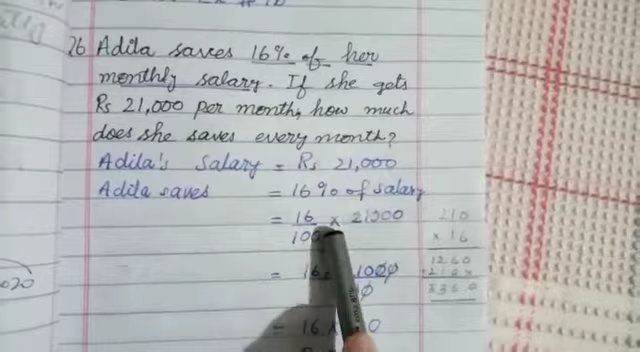 26 Adila saves 16% of her
monthly salary. If she gets
Rs 21,000 per month, how much
does she saves every month?
Adila's salary = Rs 21,000
Adila saves = 16% of salary
= 16 × 21000
100
= 16
= 16 ×
210
× 16
1260
3360